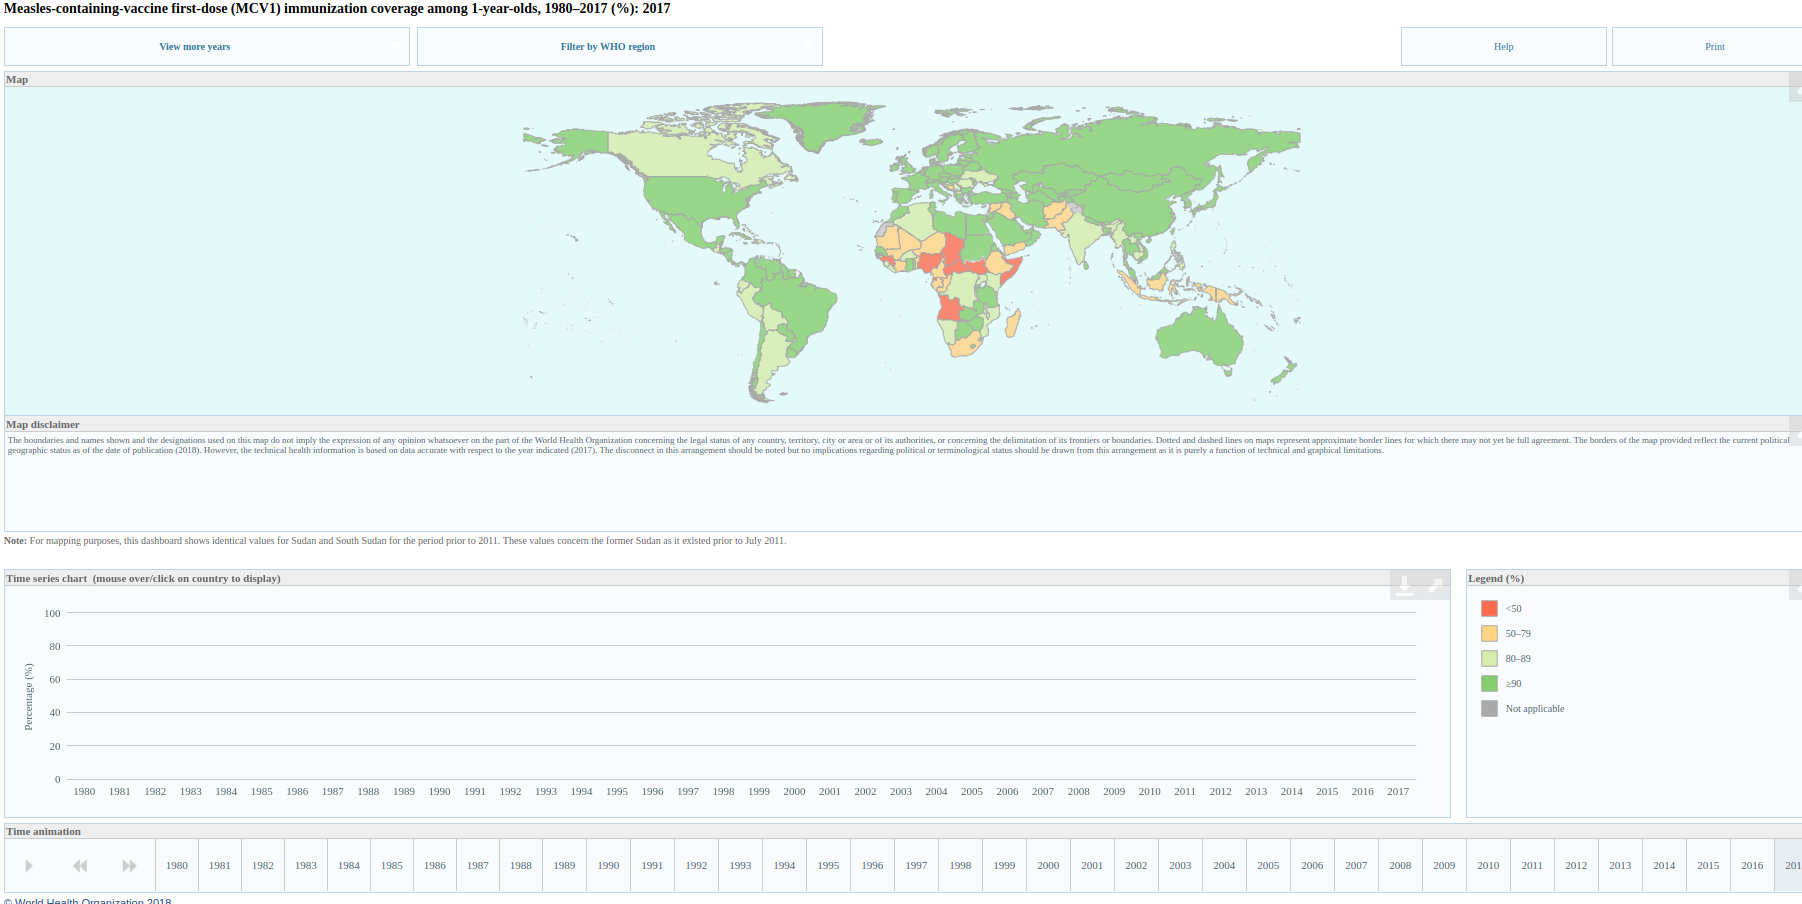 Measles-containing-vaccine first-dose (MCV1) immunization coverage among 1-year-olds, 1980–2017 (%): 2017
View more years
Filter by WHO region
Help
Print
Map
Map disclaimer
The boundaries and names shown and the designations used on this map do not imply the expression of any opinion whatsoever on the part of the World Health Organization concerning the legal status of any country, territory, city or area or of its authorities, or concerning the delimitation of its frontiers or boundaries. Dotted and dashed lines on maps represent approximate border lines for which there may not yet be full agreement. The borders of the map provided reflect the current political
geographic status as of the date of publication (2018). However, the technical health information is based on data accurate with respect to the year indicated (2017). The disconnect in this arrangement should be noted but no implications regarding political or terminological status should be drawn from this arrangement as it is purely a function of technical and graphical limitations.
Note: For mapping purposes, this dashboard shows identical values for Sudan and South Sudan for the period prior to 2011. These values concern the former Sudan as it existed prior to July 2011.
Time series chart (mouse over/click on country to display)
100
80
60
40
20
0
Percentage (%)
1980 1981 1982 1983 1984 1985 1986 1987 1988 1989 1990 1991 1992 1993 1994 1995 1996 1997 1998 1999 2000 2001 2002 2003 2004 2005 2006 2007 2008 2009 2010 2011 2012 2013 2014 2015 2016 2017
Legend (%)
<50
50–79
80–89
≥90
Not applicable
Time animation
1980 1981 1982 1983 1984 1985 1986 1987 1988 1989 1990 1991 1992 1993 1994 1995 1996 1997 1998 1999 2000 2001 2002 2003 2004 2005 2006 2007 2008 2009 2010 2011 2012 2013 2014 2015 2016 201
© World Health Organization 2018